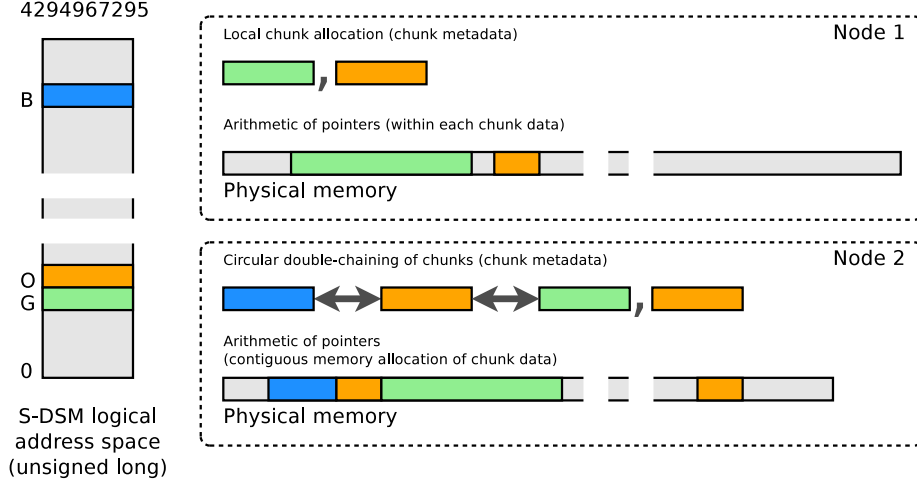 4294967295
B
O
G
0
S-DSM logical
address space
(unsigned long)
Node 1
Local chunk allocation (chunk metadata)
,
Arithmetic of pointers (within each chunk data)
Physical memory
Node 2
Circular double-chaining of chunks (chunk metadata)
,
Arithmetic of pointers
(contiguous memory allocation of chunk data)
Physical memory